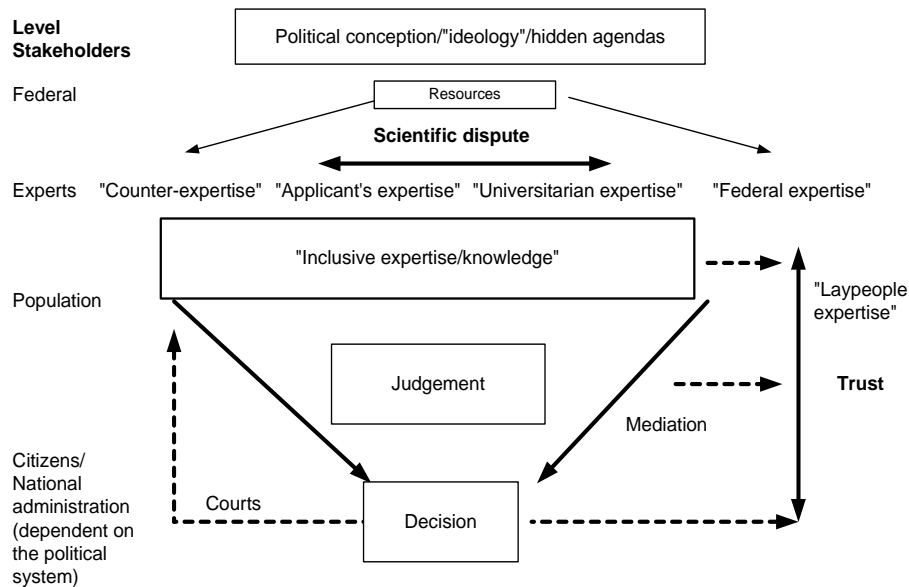 Level
Stakeholders
Political conception/"ideology"/hidden agendas
Federal
Resources
Scientific dispute
Experts
"Counter-expertise"
"Applicant's expertise"
"Universitarian expertise"
"Federal expertise"
"Inclusive expertise/knowledge"
Population
"Laypeople
expertise"
Judgement
Trust
Mediation
Citizens/
National
administration
(dependent on
the political
system)
Courts
Decision